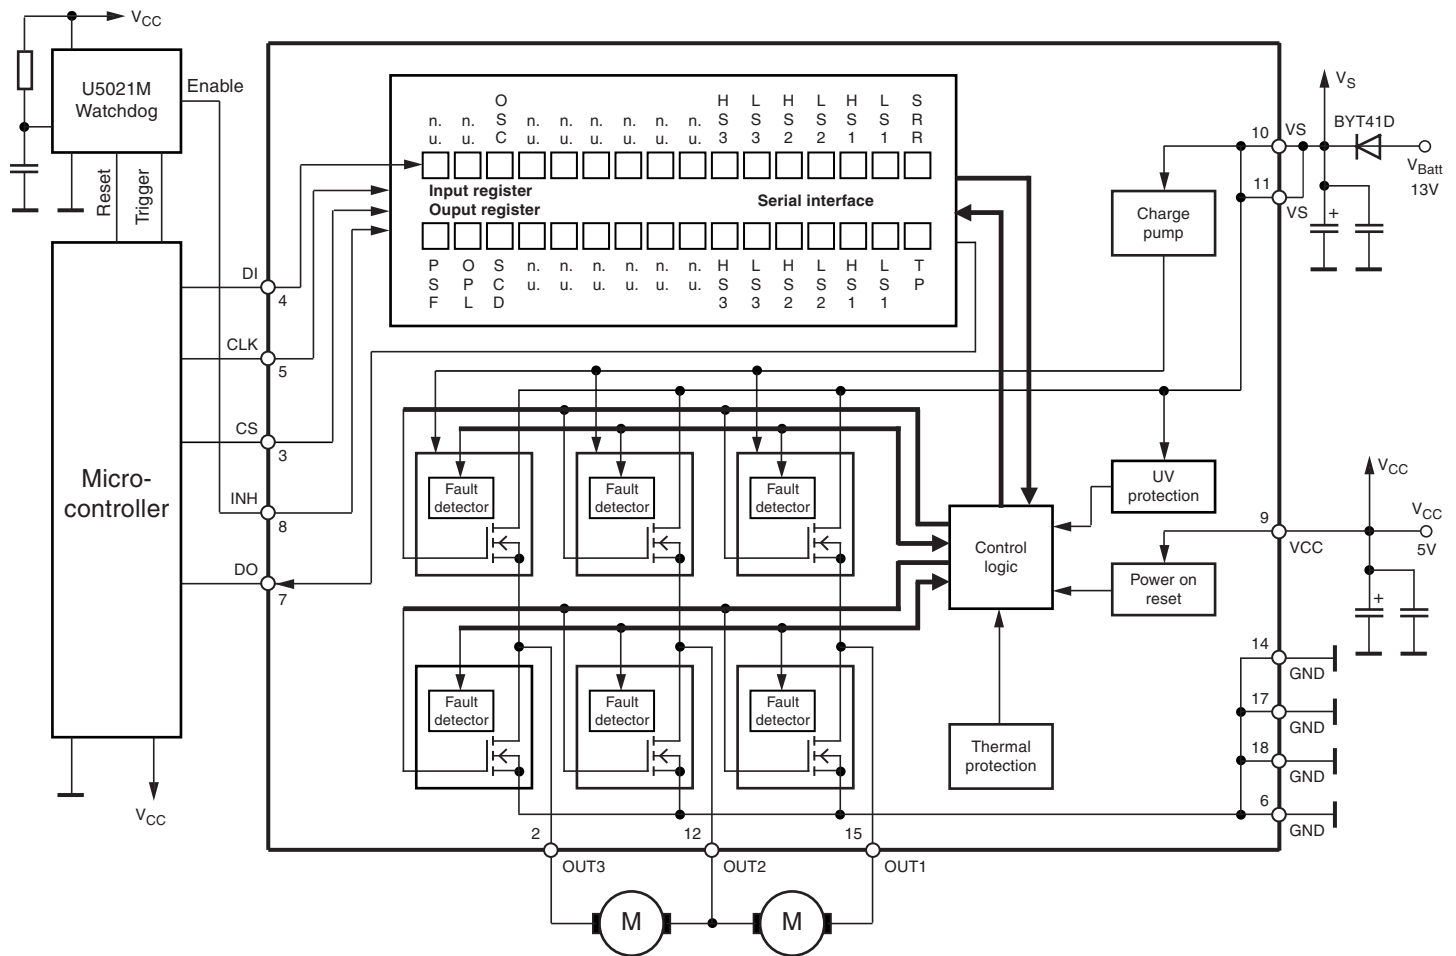 VCC
U5021M
Watchdog
Enable
Reset
Trigger
Micro-
controller
VCC
DI
4
CLK
5
CS
3
INH
8
DO
7
n. u.
n. u.
O S C
n. u.
n. u.
n. u.
n. u.
n. u.
n. u.
H S 3
L S 3
H S 2
L S 2
H S 1
L S 1
S R R
Input register
Ouput register
Serial interface
P S F
O P L
S C D
n. u.
n. u.
n. u.
n. u.
n. u.
n. u.
H S 3
L S 3
H S 2
L S 2
H S 1
L S 1
T P
Charge
pump
10
VS
11
VS
VS
BYT41D
VBatt
13V
+
Fault
detector
Fault
detector
Fault
detector
Control
logic
UV
protection
Power on
reset
9
VCC
VCC
VCC
5V
+
Fault
detector
Fault
detector
Fault
detector
Thermal
protection
14
GND
17
GND
18
GND
6
GND
2
OUT3
12
OUT2
15
OUT1
M
M